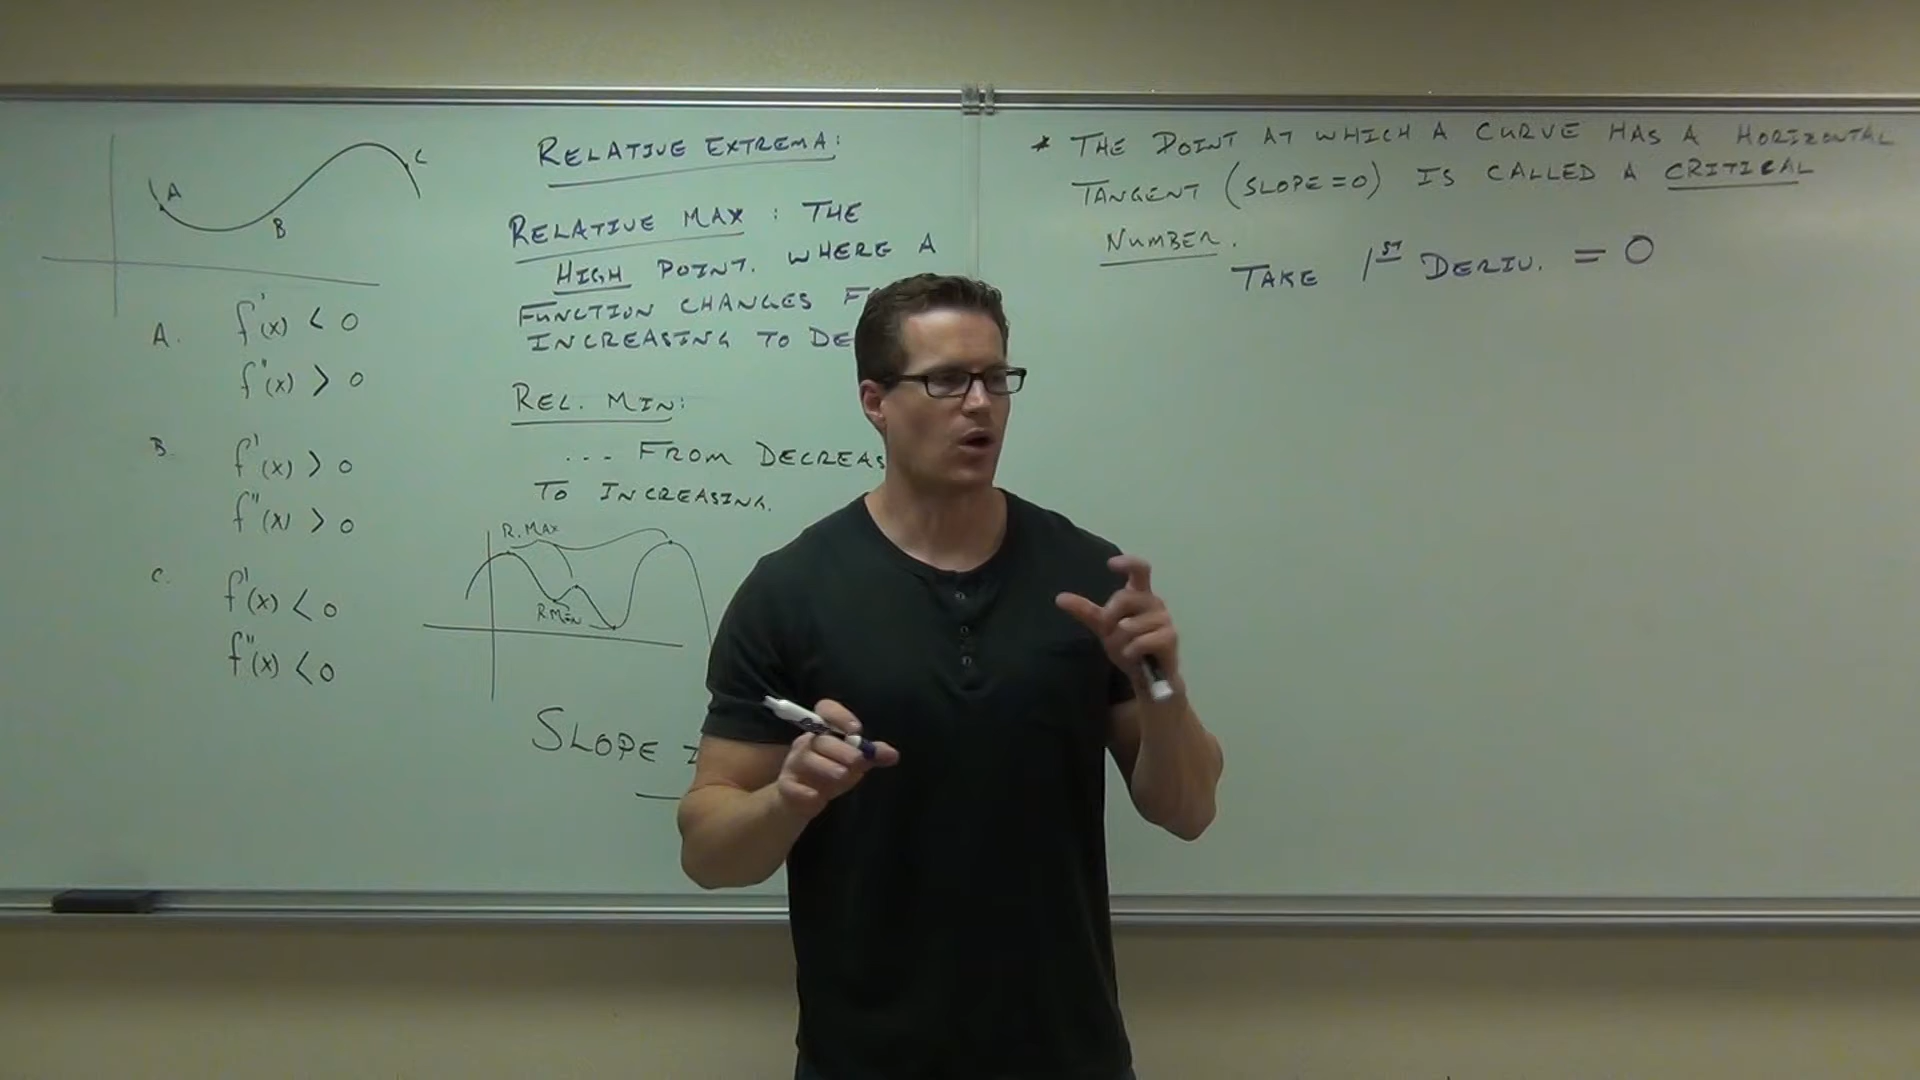 A
B
C
A. f'(x) < 0
f"(x) > 0
B. f'(x) > 0
f"(x) > 0
C. f'(x) < 0
f"(x) < 0
RELATIVE EXTREMA:
RELATIVE MAX : THE
HIGH POINT. WHERE A
FUNCTION CHANGES
INCREASING TO DE
REL. MIN:
... FROM DECREAS
TO INCREASING.
R. MAX
R. MIN
SLOPE
* THE POINT AT WHICH A CURVE HAS A HORIZONTAL
TANGENT (SLOPE=0) IS CALLED A CRITICAL
NUMBER.
TAKE 1ST DERIV. = 0